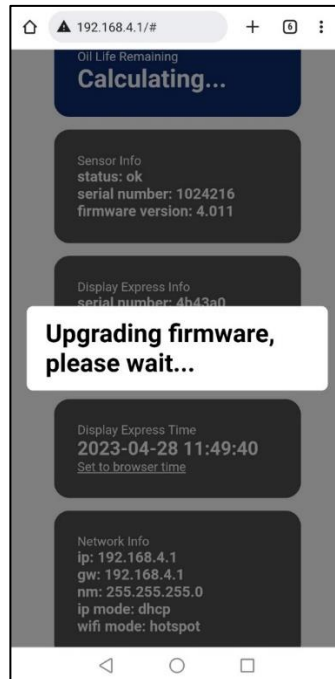 192.168.4.1/#
6
Oil Life Remaining
Calculating...
Sensor Info
status: ok
serial number: 1024216
firmware version: 4.011
Display Express Info
serial number: 4b43a0
Upgrading firmware,
please wait...
Display Express Time
2023-04-28 11:49:40
Set to browser time
Network Info
ip: 192.168.4.1
gw: 192.168.4.1
nm: 255.255.255.0
ip mode: dhcp
wifi mode: hotspot